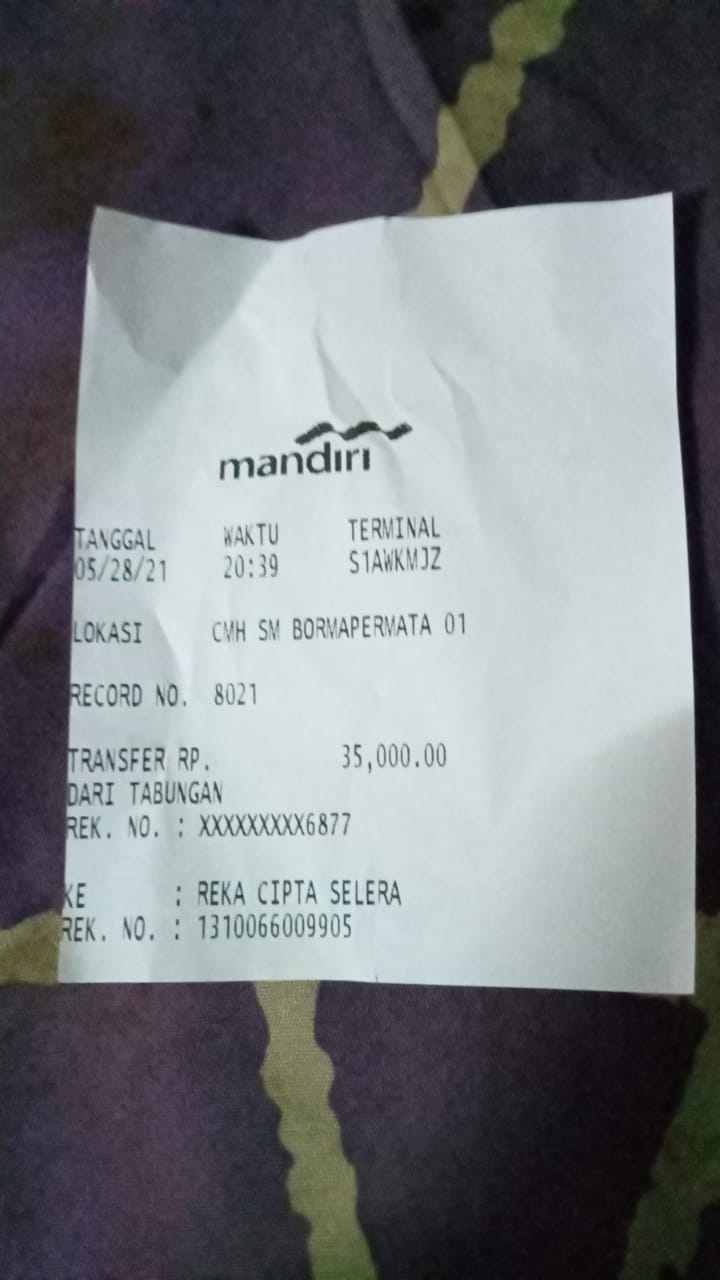 mandiri
TANGGAL WAKTU TERMINAL
05/28/21 20:39 S1AWKMJZ
LOKASI CMH SM BORMAPERMATA 01
RECORD NO. 8021
TRANSFER RP. 35,000.00
DARI TABUNGAN
REK. NO. : XXXXXXXXX6877
KE : REKA CIPTA SELERA
REK. NO. : 1310066009905